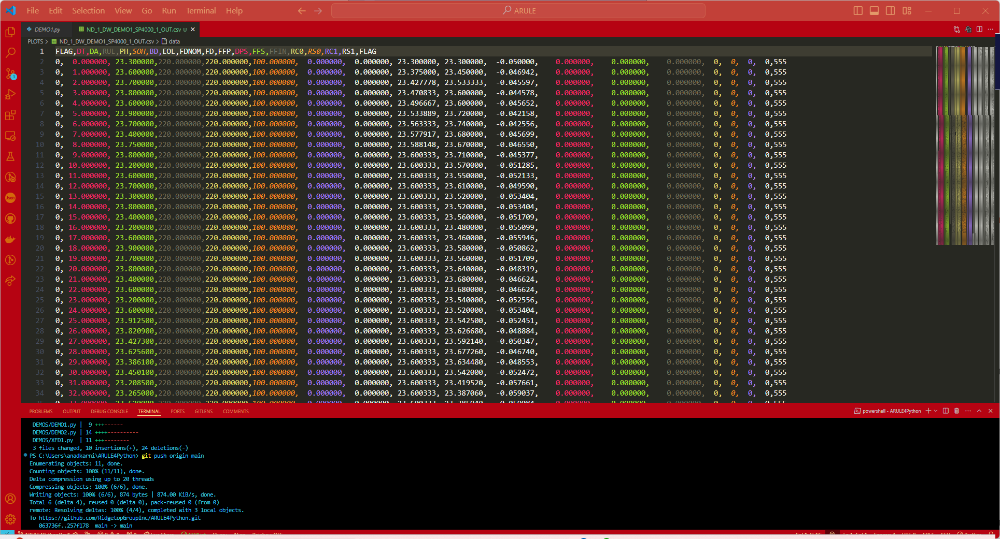 File Edit Selection View Go Run Terminal Help ARULE
DEMO1.py ND_1_DW_DEMO1_SP4000_1_OUT.csv U
PLOTS > ND_1_DW_DEMO1_SP4000_1_OUT.csv > data
1 FLAG,DT,DA,RUL,PH,SOH,BD,EOL,FDNOM,FD,FFP,DPS,FFS,FFIN,RC0,RS0,RC1,RS1,FLAG
2 0, 0.000000, 23.300000,220.000000,220.000000,100.000000, 0.000000, 0.000000, 23.300000, 23.300000, -0.050000, 0.000000, 0.000000, 0.000000, 0, 0, 0, 0,555
3 0, 1.000000, 23.600000,220.000000,220.000000,100.000000, 0.000000, 0.000000, 23.375000, 23.450000, -0.046942, 0.000000, 0.000000, 0.000000, 0, 0, 0, 0,555
4 0, 2.000000, 23.700000,220.000000,220.000000,100.000000, 0.000000, 0.000000, 23.427778, 23.533333, -0.045597, 0.000000, 0.000000, 0.000000, 0, 0, 0, 0,555
5 0, 3.000000, 23.800000,220.000000,220.000000,100.000000, 0.000000, 0.000000, 23.470833, 23.600000, -0.044578, 0.000000, 0.000000, 0.000000, 0, 0, 0, 0,555
6 0, 4.000000, 23.600000,220.000000,220.000000,100.000000, 0.000000, 0.000000, 23.496667, 23.600000, -0.045652, 0.000000, 0.000000, 0.000000, 0, 0, 0, 0,555
7 0, 5.000000, 23.900000,220.000000,220.000000,100.000000, 0.000000, 0.000000, 23.533889, 23.720000, -0.042158, 0.000000, 0.000000, 0.000000, 0, 0, 0, 0,555
8 0, 6.000000, 23.700000,220.000000,220.000000,100.000000, 0.000000, 0.000000, 23.563333, 23.740000, -0.042556, 0.000000, 0.000000, 0.000000, 0, 0, 0, 0,555
9 0, 7.000000, 23.400000,220.000000,220.000000,100.000000, 0.000000, 0.000000, 23.577917, 23.680000, -0.045699, 0.000000, 0.000000, 0.000000, 0, 0, 0, 0,555
10 0, 8.000000, 23.750000,220.000000,220.000000,100.000000, 0.000000, 0.000000, 23.588148, 23.670000, -0.046550, 0.000000, 0.000000, 0.000000, 0, 0, 0, 0,555
11 0, 9.000000, 23.800000,220.000000,220.000000,100.000000, 0.000000, 0.000000, 23.600333, 23.710000, -0.045377, 0.000000, 0.000000, 0.000000, 0, 0, 0, 0,555
12 0, 10.000000, 23.200000,220.000000,220.000000,100.000000, 0.000000, 0.000000, 23.600333, 23.570000, -0.051285, 0.000000, 0.000000, 0.000000, 0, 0, 0, 0,555
13 0, 11.000000, 23.600000,220.000000,220.000000,100.000000, 0.000000, 0.000000, 23.600333, 23.550000, -0.052133, 0.000000, 0.000000, 0.000000, 0, 0, 0, 0,555
14 0, 12.000000, 23.700000,220.000000,220.000000,100.000000, 0.000000, 0.000000, 23.600333, 23.610000, -0.049590, 0.000000, 0.000000, 0.000000, 0, 0, 0, 0,555
15 0, 13.000000, 23.300000,220.000000,220.000000,100.000000, 0.000000, 0.000000, 23.600333, 23.520000, -0.053404, 0.000000, 0.000000, 0.000000, 0, 0, 0, 0,555
16 0, 14.000000, 23.800000,220.000000,220.000000,100.000000, 0.000000, 0.000000, 23.600333, 23.520000, -0.053404, 0.000000, 0.000000, 0.000000, 0, 0, 0, 0,555
17 0, 15.000000, 23.400000,220.000000,220.000000,100.000000, 0.000000, 0.000000, 23.600333, 23.560000, -0.051709, 0.000000, 0.000000, 0.000000, 0, 0, 0, 0,555
18 0, 16.000000, 23.200000,220.000000,220.000000,100.000000, 0.000000, 0.000000, 23.600333, 23.480000, -0.055099, 0.000000, 0.000000, 0.000000, 0, 0, 0, 0,555
19 0, 17.000000, 23.600000,220.000000,220.000000,100.000000, 0.000000, 0.000000, 23.600333, 23.460000, -0.055946, 0.000000, 0.000000, 0.000000, 0, 0, 0, 0,555
20 0, 18.000000, 23.900000,220.000000,220.000000,100.000000, 0.000000, 0.000000, 23.600333, 23.580000, -0.050862, 0.000000, 0.000000, 0.000000, 0, 0, 0, 0,555
21 0, 19.000000, 23.700000,220.000000,220.000000,100.000000, 0.000000, 0.000000, 23.600333, 23.560000, -0.051709, 0.000000, 0.000000, 0.000000, 0, 0, 0, 0,555
22 0, 20.000000, 23.800000,220.000000,220.000000,100.000000, 0.000000, 0.000000, 23.600333, 23.640000, -0.048319, 0.000000, 0.000000, 0.000000, 0, 0, 0, 0,555
23 0, 21.000000, 23.400000,220.000000,220.000000,100.000000, 0.000000, 0.000000, 23.600333, 23.680000, -0.046624, 0.000000, 0.000000, 0.000000, 0, 0, 0, 0,555
24 0, 22.000000, 23.600000,220.000000,220.000000,100.000000, 0.000000, 0.000000, 23.600333, 23.680000, -0.046624, 0.000000, 0.000000, 0.000000, 0, 0, 0, 0,555
25 0, 23.000000, 23.200000,220.000000,220.000000,100.000000, 0.000000, 0.000000, 23.600333, 23.540000, -0.052556, 0.000000, 0.000000, 0.000000, 0, 0, 0, 0,555
26 0, 24.000000, 23.600000,220.000000,220.000000,100.000000, 0.000000, 0.000000, 23.600333, 23.520000, -0.053404, 0.000000, 0.000000, 0.000000, 0, 0, 0, 0,555
27 0, 25.000000, 23.912500,220.000000,220.000000,100.000000, 0.000000, 0.000000, 23.600333, 23.542500, -0.052451, 0.000000, 0.000000, 0.000000, 0, 0, 0, 0,555
28 0, 26.000000, 23.820900,220.000000,220.000000,100.000000, 0.000000, 0.000000, 23.600333, 23.626680, -0.048884, 0.000000, 0.000000, 0.000000, 0, 0, 0, 0,555
29 0, 27.000000, 23.427300,220.000000,220.000000,100.000000, 0.000000, 0.000000, 23.600333, 23.592140, -0.050347, 0.000000, 0.000000, 0.000000, 0, 0, 0, 0,555
30 0, 28.000000, 23.625600,220.000000,220.000000,100.000000, 0.000000, 0.000000, 23.600333, 23.677260, -0.046740, 0.000000, 0.000000, 0.000000, 0, 0, 0, 0,555
31 0, 29.000000, 23.386100,220.000000,220.000000,100.000000, 0.000000, 0.000000, 23.600333, 23.634480, -0.048553, 0.000000, 0.000000, 0.000000, 0, 0, 0, 0,555
32 0, 30.000000, 23.450100,220.000000,220.000000,100.000000, 0.000000, 0.000000, 23.600333, 23.542000, -0.052472, 0.000000, 0.000000, 0.000000, 0, 0, 0, 0,555
33 0, 31.000000, 23.208500,220.000000,220.000000,100.000000, 0.000000, 0.000000, 23.600333, 23.419520, -0.057661, 0.000000, 0.000000, 0.000000, 0, 0, 0, 0,555
34 0, 32.000000, 23.265000,220.000000,220.000000,100.000000, 0.000000, 0.000000, 23.600333, 23.387060, -0.059037, 0.000000, 0.000000, 0.000000, 0, 0, 0, 0,555
PROBLEMS OUTPUT DEBUG CONSOLE TERMINAL PORTS GITLENS COMMENTS powershell - ARULE4Python
DEMOS/DEMO1.py | 9 +++------
DEMOS/DEMO2.py | 14 ++++----------
DEMOS/XFD1.py | 11 +++--------
3 files changed, 10 insertions(+), 24 deletions(-)
PS C:\Users\anadkarni\ARULE4Python> git push origin main
Enumerating objects: 11, done.
Counting objects: 100% (11/11), done.
Delta compression using up to 20 threads
Compressing objects: 100% (6/6), done.
Writing objects: 100% (6/6), 874 bytes | 874.00 KiB/s, done.
Total 6 (delta 4), reused 0 (delta 0), pack-reused 0 (from 0)
remote: Resolving deltas: 100% (4/4), completed with 3 local objects.
To https://github.com/RidgetopGroupInc/ARULE4Python.git
063736f..257f178 main -> main